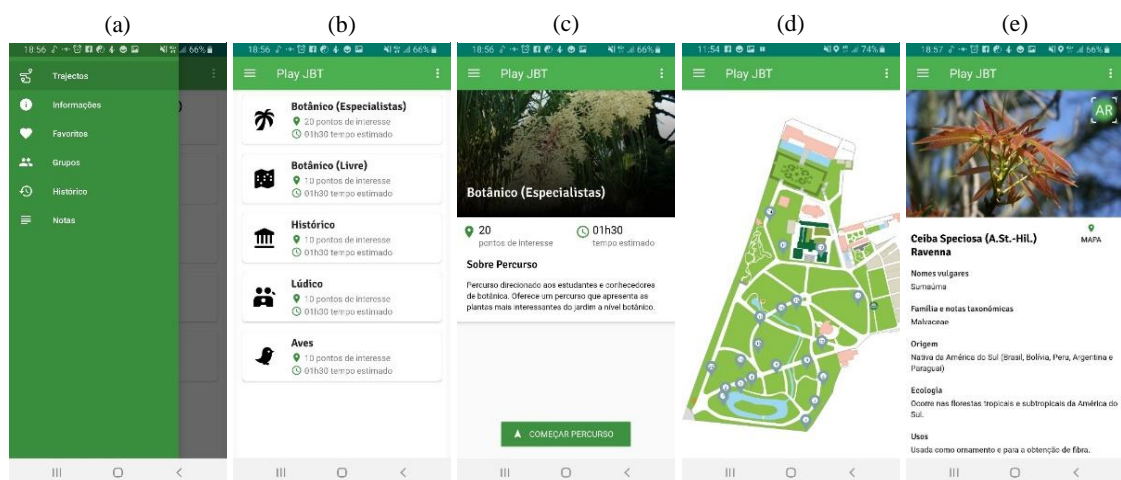 (a)
(b)
(c)
(d)
(e)
18:56
66%
Trajectos
Informações
Favoritos
Grupos
Histórico
Notas
18:56
66%
Play JBT
Botânico (Especialistas)
20 pontos de interesse
01h30 tempo estimado
Botânico (Livre)
10 pontos de interesse
01h30 tempo estimado
Histórico
10 pontos de interesse
01h30 tempo estimado
Lúdico
10 pontos de interesse
01h30 tempo estimado
Aves
10 pontos de interesse
01h30 tempo estimado
18:56
66%
Play JBT
Botânico (Especialistas)
20
pontos de interesse
01h30
tempo estimado
Sobre Percurso
Percurso direcionado aos estudantes e conhecedores
de botânica. Oferece um percurso que apresenta as
plantas mais interessantes do jardim a nível botânico.
COMEÇAR PERCURSO
11:54
74%
Play JBT
18:57
66%
Play JBT
AR
Ceiba Speciosa (A.St.-Hil.)
Ravenna
MAPA
Nomes vulgares
Sumaúma
Família e notas taxonómicas
Malvaceae
Origem
Nativa da América do Sul (Brasil, Bolívia, Peru, Argentina e
Paraguai)
Ecologia
Ocorre nas florestas tropicais e subtropicais da América do
Sul.
Usos
Usada como ornamento e para a obtenção de fibra.